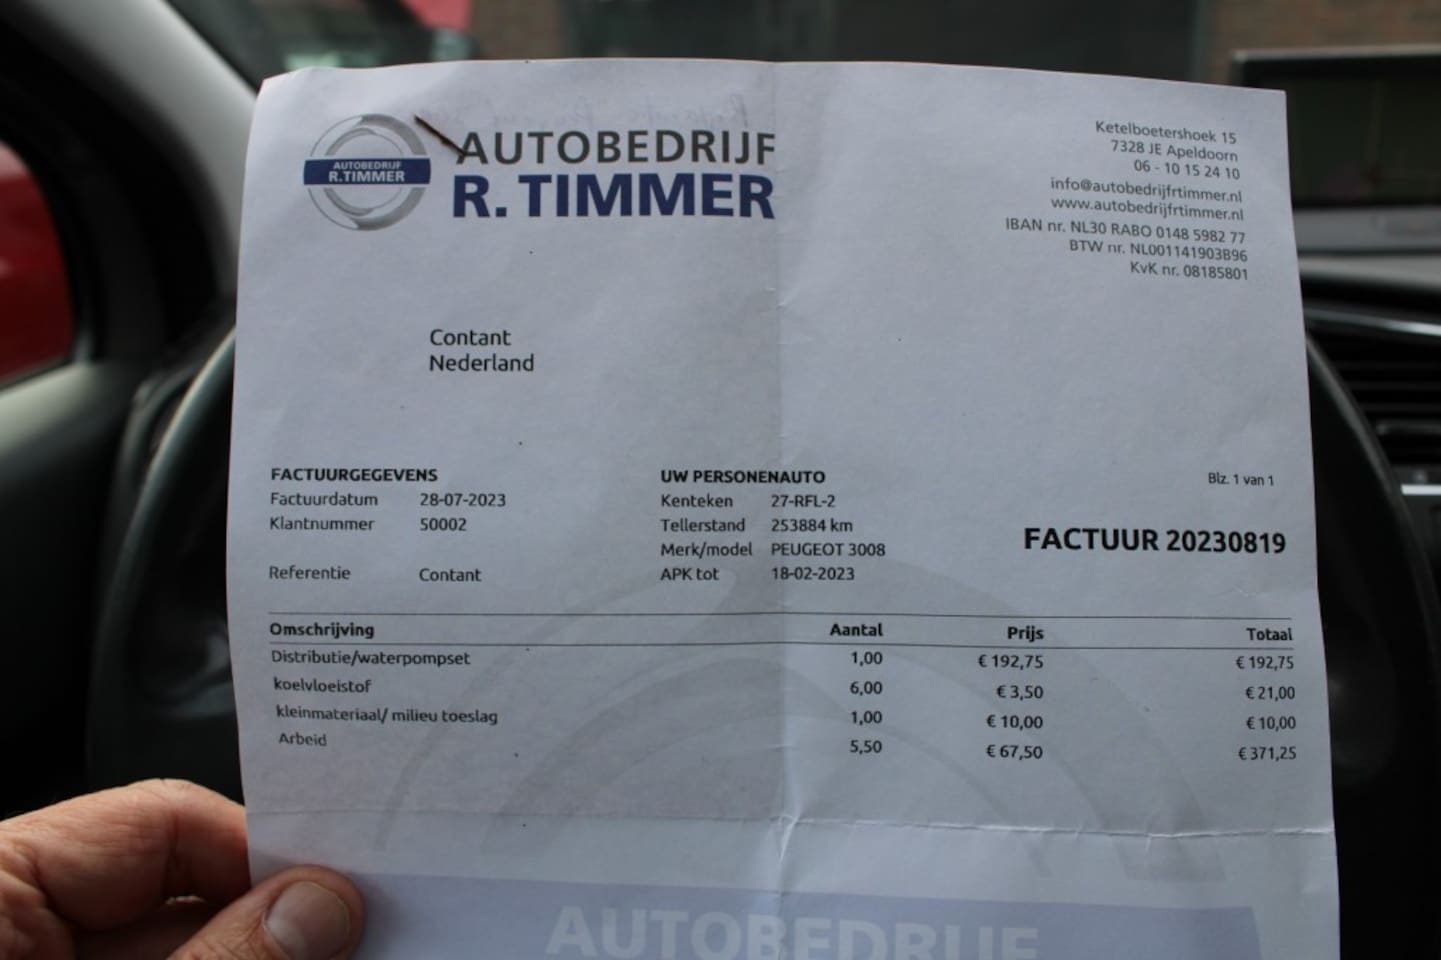 AUTOBEDRIJF
R.TIMMER
AUTOBEDRIJF
R. TIMMER
Ketelboetershoek 15
7328 JE Apeldoorn
06 - 10 15 24 10
info@autobedrijfrtimmer.nl
www.autobedrijfrtimmer.nl
IBAN nr. NL30 RABO 0148 5982 77
BTW nr. NL001141903B96
KvK nr. 08185801
Contant
Nederland
FACTUURGEGEVENS
Factuurdatum 28-07-2023
Klantnummer 50002
Referentie Contant
UW PERSONENAUTO
Kenteken 27-RFL-2
Tellerstand 253884 km
Merk/model PEUGEOT 3008
APK tot 18-02-2023
Blz. 1 van 1
FACTUUR 20230819
Omschrijving Aantal Prijs Totaal
Distributie/waterpompset 1,00 € 192,75 € 192,75
koelvloeistof 6,00 € 3,50 € 21,00
kleinmateriaal/ milieu toeslag 1,00 € 10,00 € 10,00
Arbeid 5,50 € 67,50 € 371,25
AUTOBEDRIJF